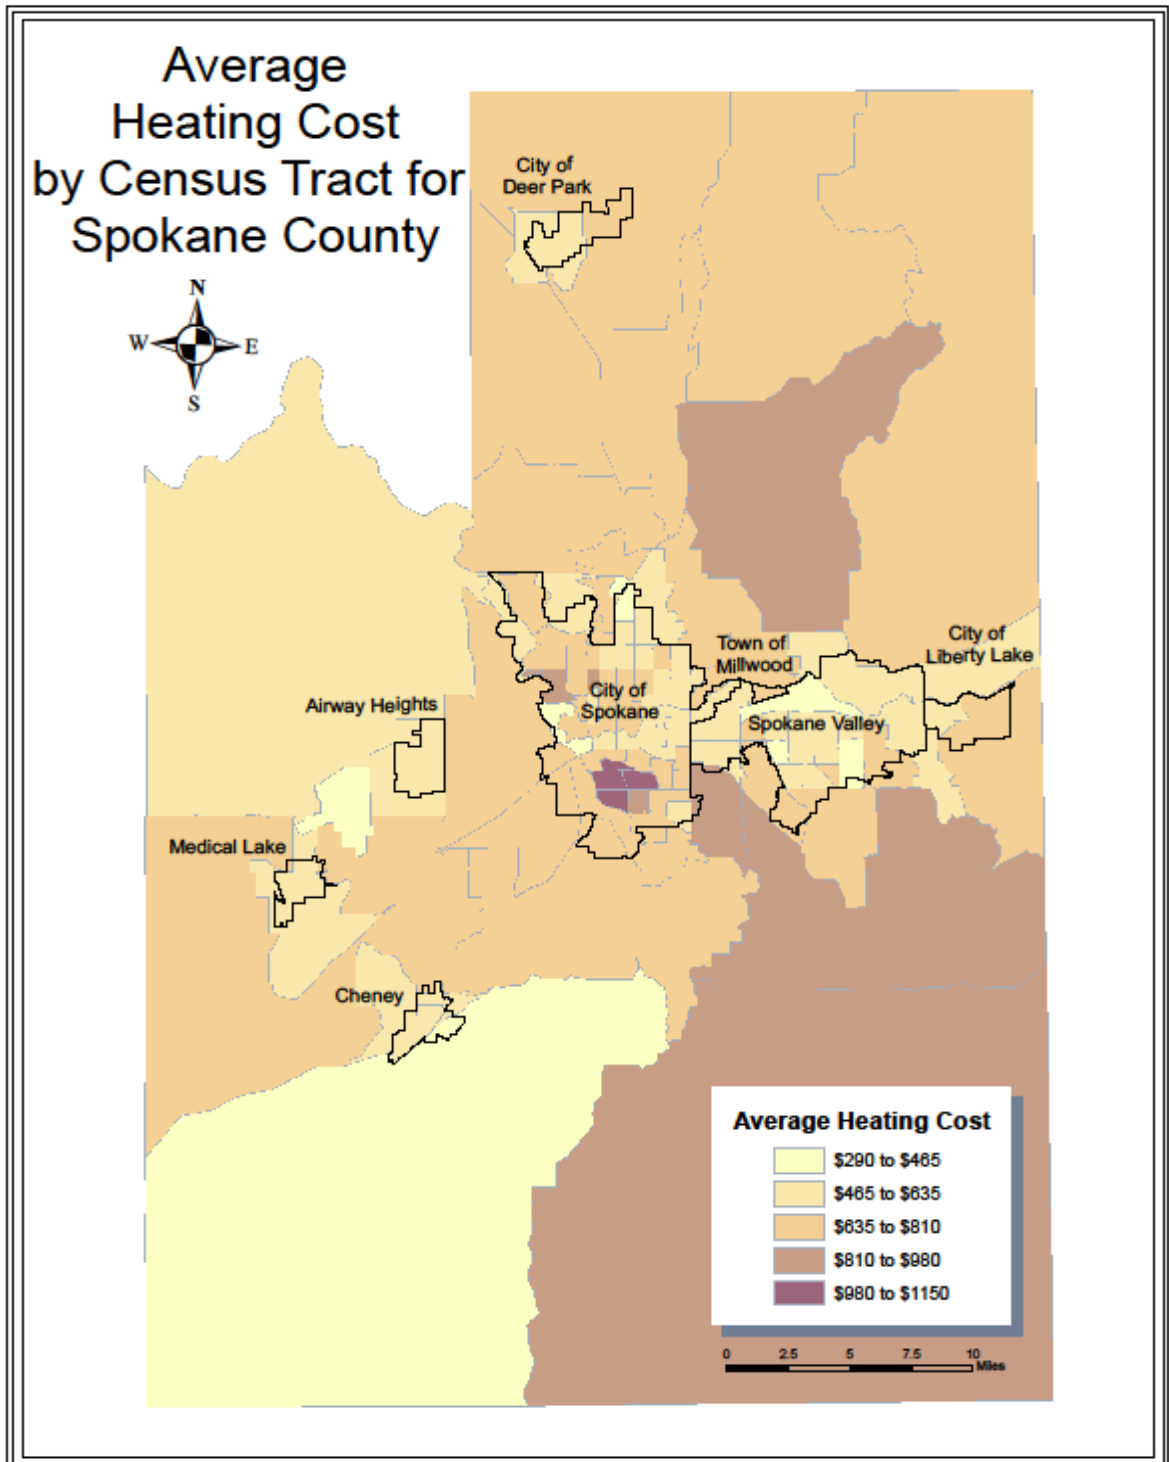 Average
Heating Cost
by Census Tract for
Spokane County
N
W
E
S
City of
Deer Park
Town of
Millwood
City of
Liberty Lake
City of
Spokane
Airway Heights
Spokane Valley
Medical Lake
Cheney
Average Heating Cost
$290 to $465
$465 to $635
$635 to $810
$810 to $980
$980 to $1150
0 2.5 5 7.5 10
Miles